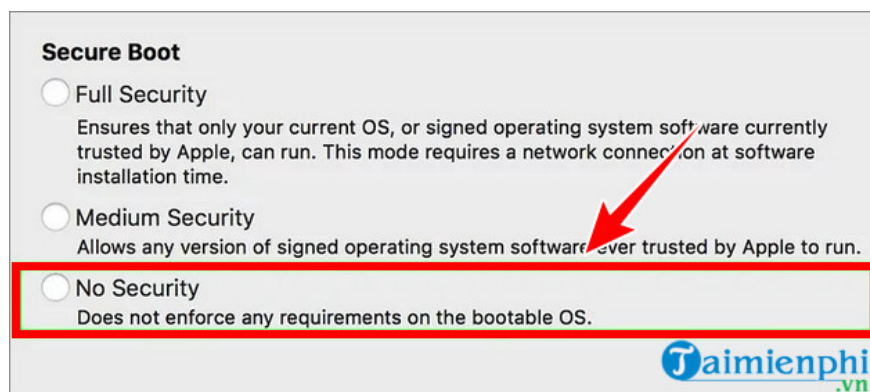 Secure Boot
Full Security
Ensures that only your current OS, or signed operating system software currently
trusted by Apple, can run. This mode requires a network connection at software
installation time.
Medium Security
Allows any version of signed operating system software ever trusted by Apple to run.
No Security
Does not enforce any requirements on the bootable OS.
Taimienphi
.vn